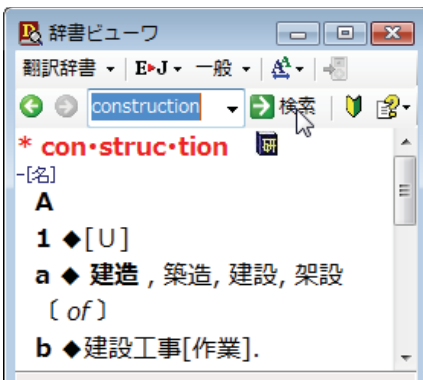 辞書ビューワ
翻訳辞書 E▶J 一般
construction 検索
* con•struc•tion 研
-[名]
A
1 ◆[U]
a ◆ 建造 , 築造, 建設, 架設
〔 of 〕
b ◆建設工事[作業].